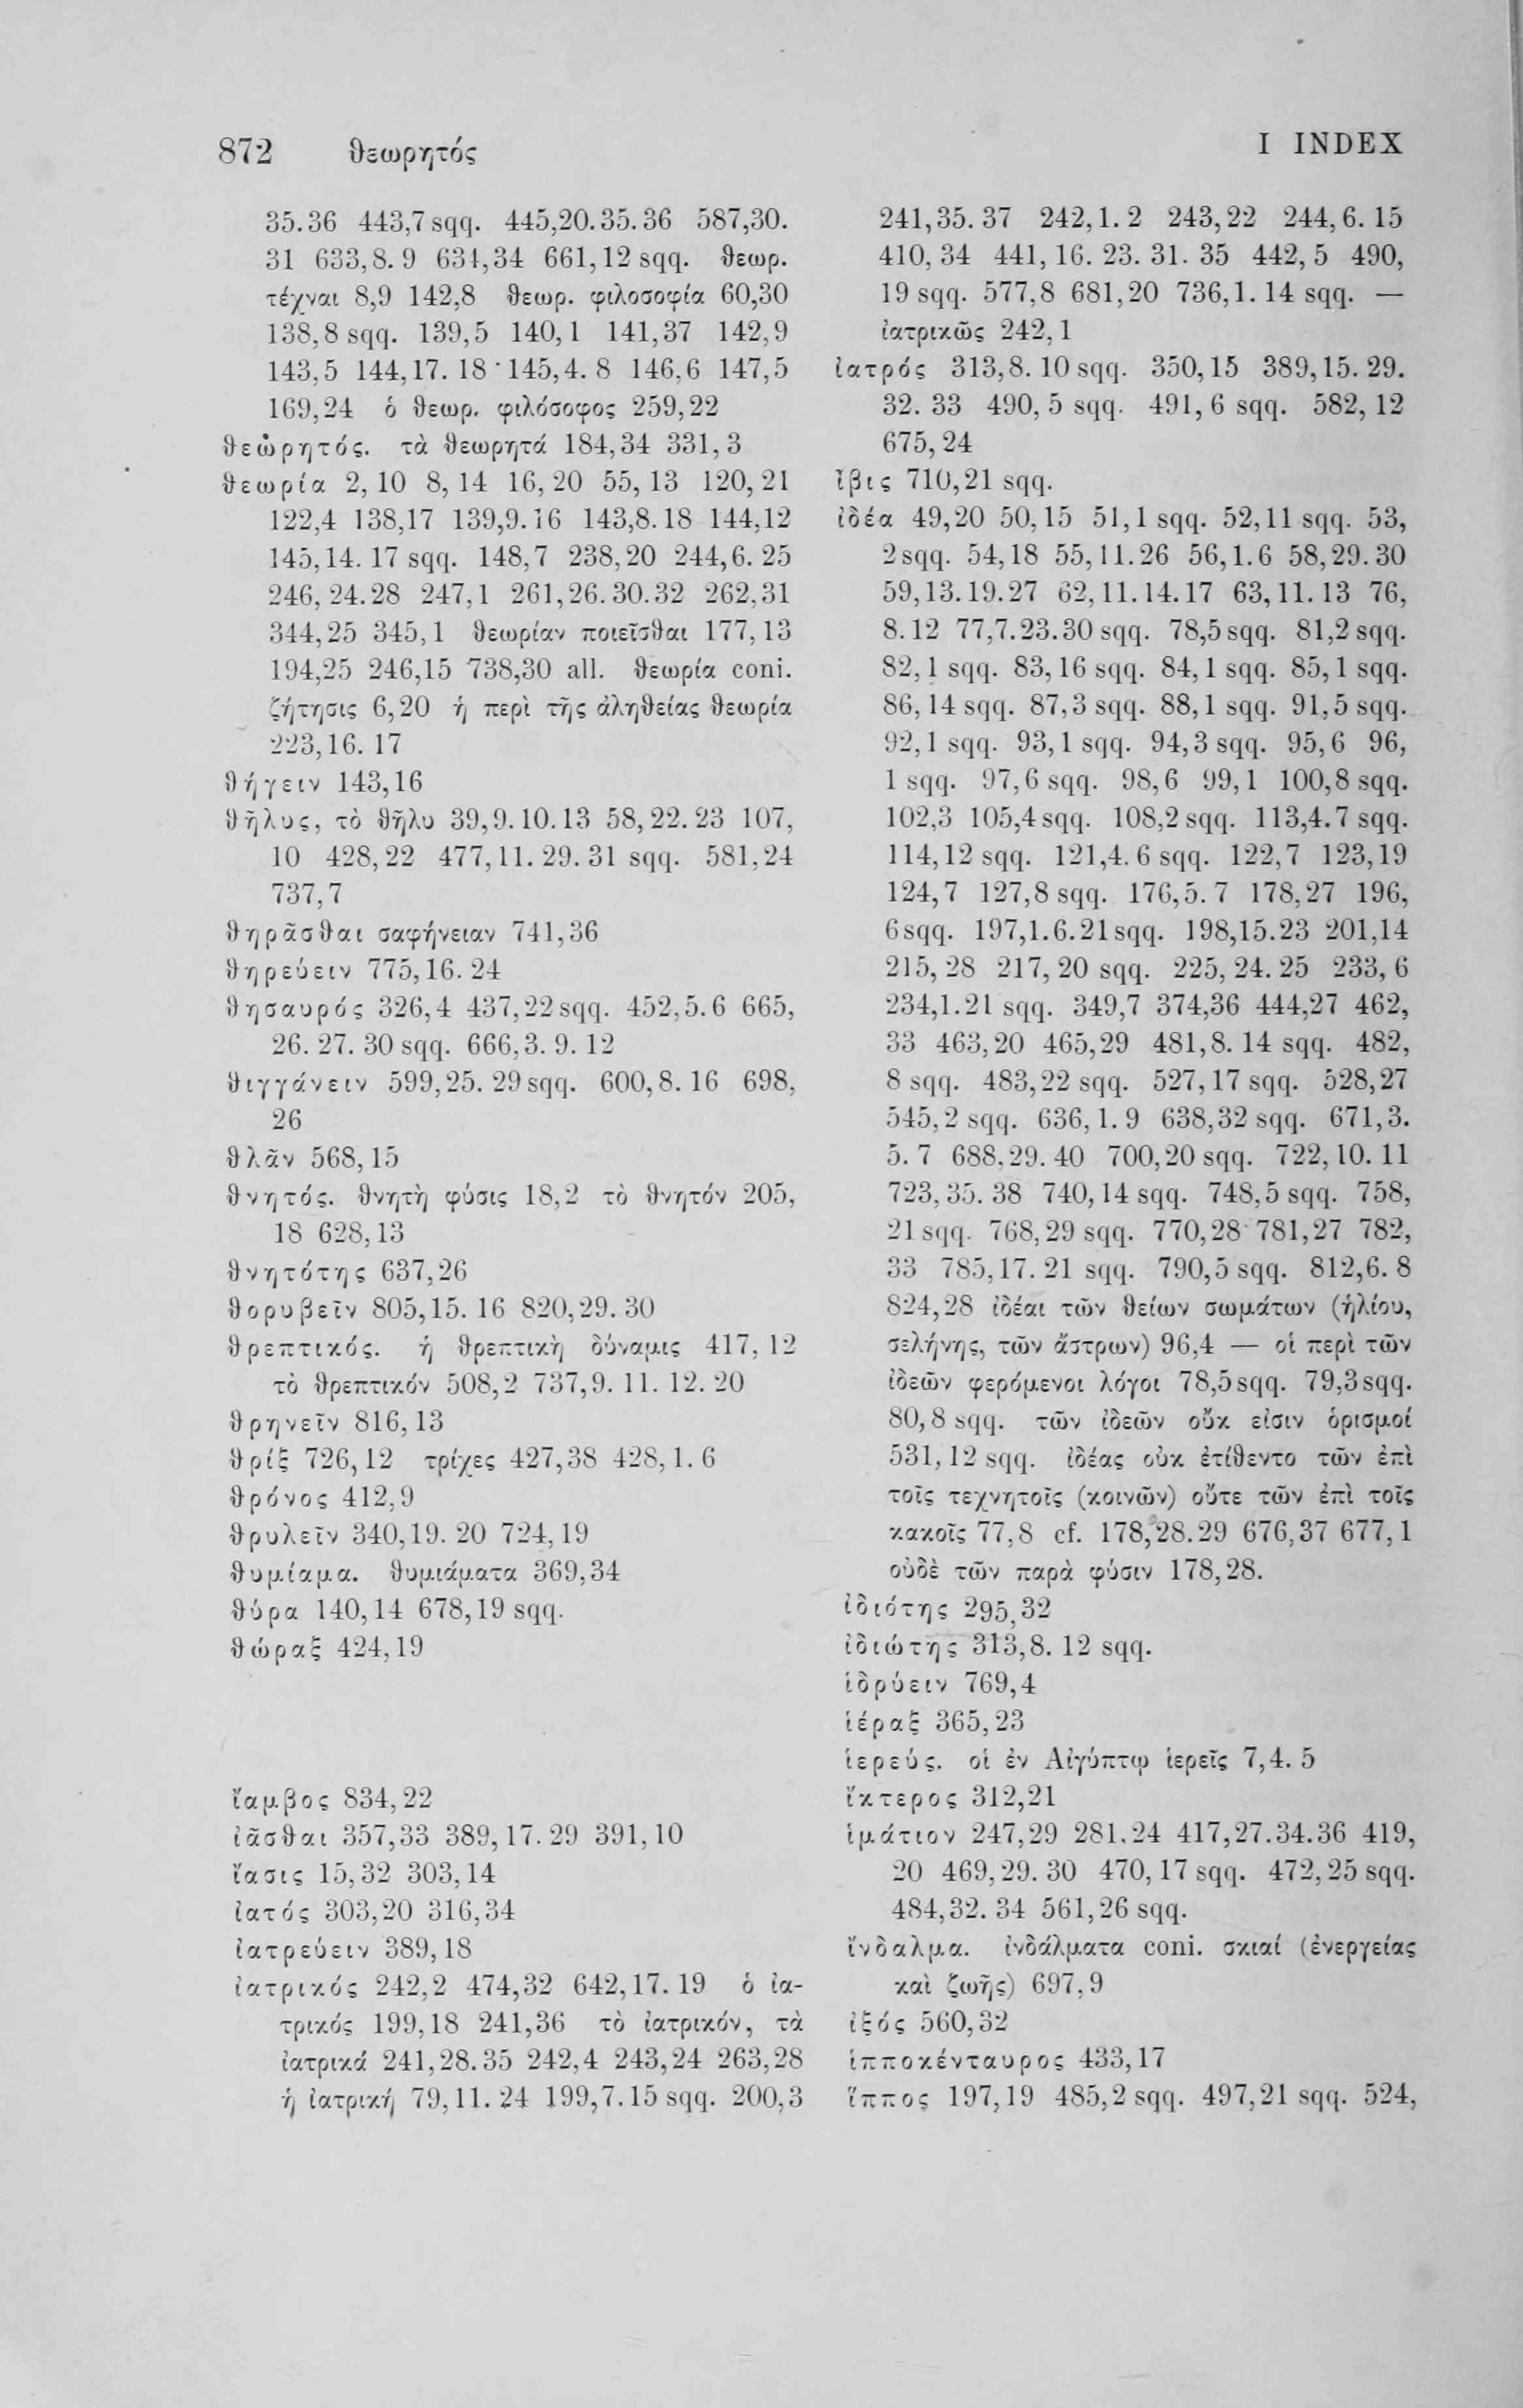 872 θεωρητός I INDEX
35.36 443,7 sqq. 445,20.35.36 587,30.
31 633,8.9 634,34 661,12 sqq. θεωρ.
τέχναι 8,9 142,8 θεωρ. φιλοσοφία 60,30
138,8 sqq. 139,5 140,1 141,37 142,9
143,5 144,17.18 145,4.8 146,6 147,5
169,24 ὁ θεωρ. φιλόσοφος 259,22
θεωρητός. τὰ θεωρητά 184,34 331,3
θεωρία 2,10 8,14 16,20 55,13 120,21
122,4 138,17 139,9.16 143,8.18 144,12
145,14.17 sqq. 148,7 238,20 244,6.25
246,24.28 247,1 261,26.30.32 262,31
344,25 345,1 θεωρίαν ποιεῖσθαι 177,13
194,25 246,15 738,30 all. θεωρία coni.
ζήτησις 6,20 ἡ περὶ τῆς ἀληθείας θεωρία
223,16.17
θήγειν 143,16
θῆλυς, τὸ θῆλυ 39,9.10.13 58,22.23 107,
10 428,22 477,11.29.31 sqq. 581,24
737,7
θηρᾶσθαι σαφήνειαν 741,36
θηρεύειν 775,16.24
θησαυρός 326,4 437,22 sqq. 452,5.6 665,
26.27.30 sqq. 666,3.9.12
θιγγάνειν 599,25.29 sqq. 600,8.16 698,
26
θλᾶν 568,15
θνητός. θνητὴ φύσις 18,2 τὸ θνητόν 205,
18 628,13
θνητότης 637,26
θορυβεῖν 805,15.16 820,29.30
θρεπτικός. ἡ θρεπτικὴ δύναμις 417,12
τὸ θρεπτικόν 508,2 737,9.11.12.20
θρηνεῖν 816,13
θρίξ 726,12 τρίχες 427,38 428,1.6
θρόνος 412,9
θρυλεῖν 340,19.20 724,19
θυμίαμα. θυμιάματα 369,34
θύρα 140,14 678,19 sqq.
θώραξ 424,19
ἴαμβος 834,22
ἰᾶσθαι 357,33 389,17.29 391,10
ἴασις 15,32 303,14
ἰατός 303,20 316,34
ἰατρεύειν 389,18
ἰατρικός 242,2 474,32 642,17.19 ὁ ἰα-
τρικός 199,18 241,36 τὸ ἰατρικόν, τὰ
ἰατρικά 241,28.35 242,4 243,24 263,28
ἡ ἰατρική 79,11.24 199,7.15 sqq. 200,3
241,35.37 242,1.2 243,22 244,6.15
410,34 441,16.23.31.35 442,5 490,
19 sqq. 577,8 681,20 736,1.14 sqq. —
ἰατρικῶς 242,1
ἰατρός 313,8.10 sqq. 350,15 389,15.29.
32.33 490,5 sqq. 491,6 sqq. 582,12
675,24
ἶβις 710,21 sqq.
ἰδέα 49,20 50,15 51,1 sqq. 52,11 sqq. 53,
2 sqq. 54,18 55,11.26 56,1.6 58,29.30
59,13.19.27 62,11.14.17 63,11.13 76,
8.12 77,7.23.30 sqq. 78,5 sqq. 81,2 sqq.
82,1 sqq. 83,16 sqq. 84,1 sqq. 85,1 sqq.
86,14 sqq. 87,3 sqq. 88,1 sqq. 91,5 sqq.
92,1 sqq. 93,1 sqq. 94,3 sqq. 95,6 96,
1 sqq. 97,6 sqq. 98,6 99,1 100,8 sqq.
102,3 105,4 sqq. 108,2 sqq. 113,4.7 sqq.
114,12 sqq. 121,4.6 sqq. 122,7 123,19
124,7 127,8 sqq. 176,5.7 178,27 196,
6 sqq. 197,1.6.21 sqq. 198,15.23 201,14
215,28 217,20 sqq. 225,24.25 233,6
234,1.21 sqq. 349,7 374,36 444,27 462,
33 463,20 465,29 481,8.14 sqq. 482,
8 sqq. 483,22 sqq. 527,17 sqq. 528,27
545,2 sqq. 636,1.9 638,32 sqq. 671,3.
5.7 688,29.40 700,20 sqq. 722,10.11
723,35.38 740,14 sqq. 748,5 sqq. 758,
21 sqq. 768,29 sqq. 770,28 781,27 782,
33 785,17.21 sqq. 790,5 sqq. 812,6.8
824,28 ἰδέαι τῶν θείων σωμάτων (ἡλίου,
σελήνης, τῶν ἄστρων) 96,4 — οἱ περὶ τῶν
ἰδεῶν φερόμενοι λόγοι 78,5 sqq. 79,3 sqq.
80,8 sqq. τῶν ἰδεῶν οὔκ εἰσιν ὁρισμοί
531,12 sqq. ἰδέας οὐκ ἐτίθεντο τῶν ἐπὶ
τοῖς τεχνητοῖς (κοινῶν) οὔτε τῶν ἐπὶ τοῖς
κακοῖς 77,8 cf. 178,28.29 676,37 677,1
οὐδὲ τῶν παρὰ φύσιν 178,28.
ἰδιότης 295,32
ἰδιώτης 313,8.12 sqq.
ἱδρύειν 769,4
ἱέραξ 365,23
ἱερεύς. οἱ ἐν Αἰγύπτῳ ἱερεῖς 7,4.5
ἴκτερος 312,21
ἱμάτιον 247,29 281,24 417,27.34.36 419,
20 469,29.30 470,17 sqq. 472,25 sqq.
484,32.34 561,26 sqq.
ἴνδαλμα. ἰνδάλματα coni. σκιαί (ἐνεργείας
καὶ ζωῆς) 697,9
ἰξός 560,32
ἱπποκένταυρος 433,17
ἵππος 197,19 485,2 sqq. 497,21 sqq. 524,